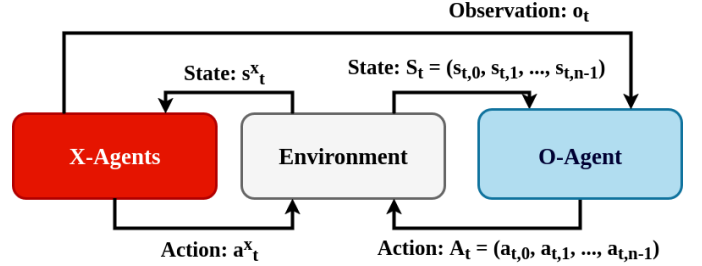 Observation: o_t
State: s^x_t
State: S_t = (s_t,0, s_t,1, ..., s_t,n-1)
X-Agents
Environment
O-Agent
Action: a^x_t
Action: A_t = (a_t,0, a_t,1, ..., a_t,n-1)